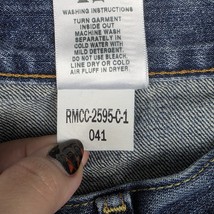 WASHING INSTRUCTIONS
TURN GARMENT
INSIDE OUT
MACHINE WASH
SEPARATELY IN
COLD WATER WITH
MILD DETERGENT.
DO NOT BLEACH.
LINE DRY OR COLD
AIR FLUFF IN DRYER
RMCC-2595-C-1
041